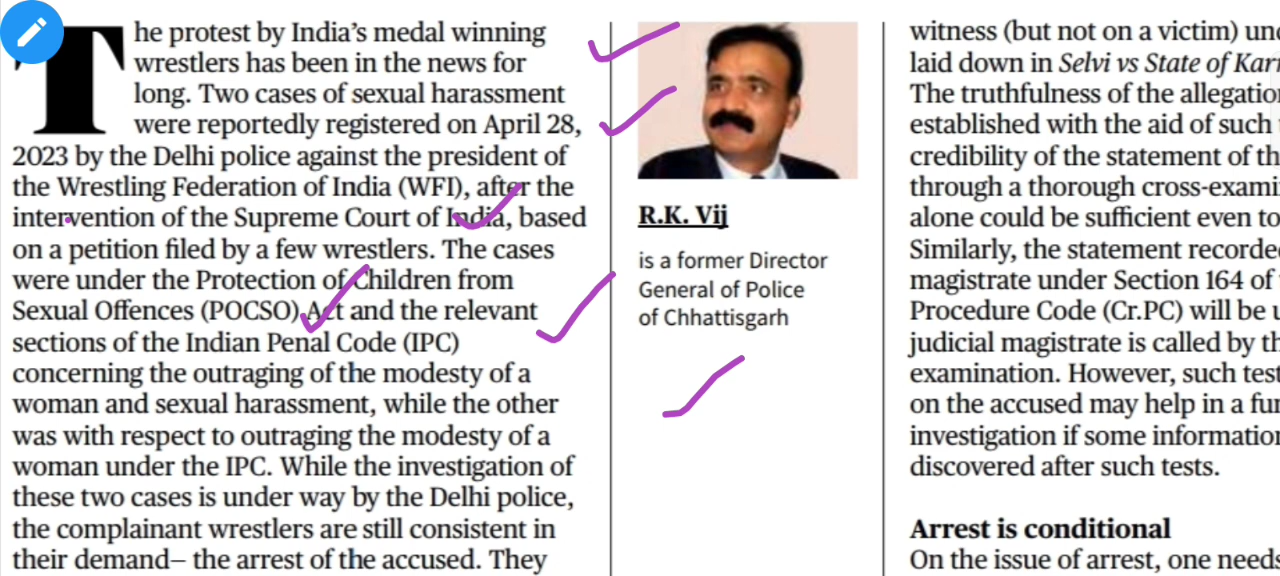 The protest by India's medal winning
wrestlers has been in the news for
long. Two cases of sexual harassment
were reportedly registered on April 28,
2023 by the Delhi police against the president of
the Wrestling Federation of India (WFI), after the
intervention of the Supreme Court of India, based
on a petition filed by a few wrestlers. The cases
were under the Protection of Children from
Sexual Offences (POCSO) Act and the relevant
sections of the Indian Penal Code (IPC)
concerning the outraging of the modesty of a
woman and sexual harassment, while the other
was with respect to outraging the modesty of a
woman under the IPC. While the investigation of
these two cases is under way by the Delhi police,
the complainant wrestlers are still consistent in
their demand– the arrest of the accused. They
R.K. Vij
is a former Director
General of Police
of Chhattisgarh
witness (but not on a victim)
laid down in Selvi vs State of
The truthfulness of the
established with the aid of such
credibility of the statement of
through a thorough
alone could be sufficient even to
Similarly, the statement
magistrate under Section 164 of
Procedure Code (Cr.PC) will be
judicial magistrate is called by
examination. However, such
on the accused may help in a
investigation if some
discovered after such tests.
Arrest is conditional
On the issue of arrest, one